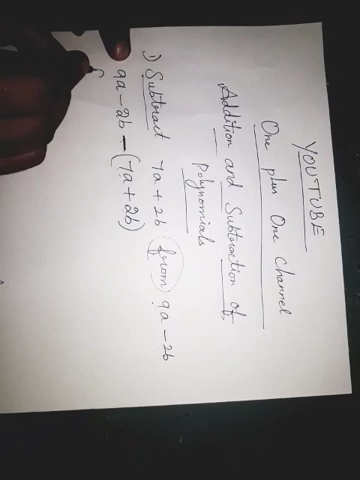 YOUTUBE
One plus One Channel
Addition and Subtraction of
Polynomials
1) Subtract 7a + 2b from 9a - 2b
9a - 2b - (7a + 2b)